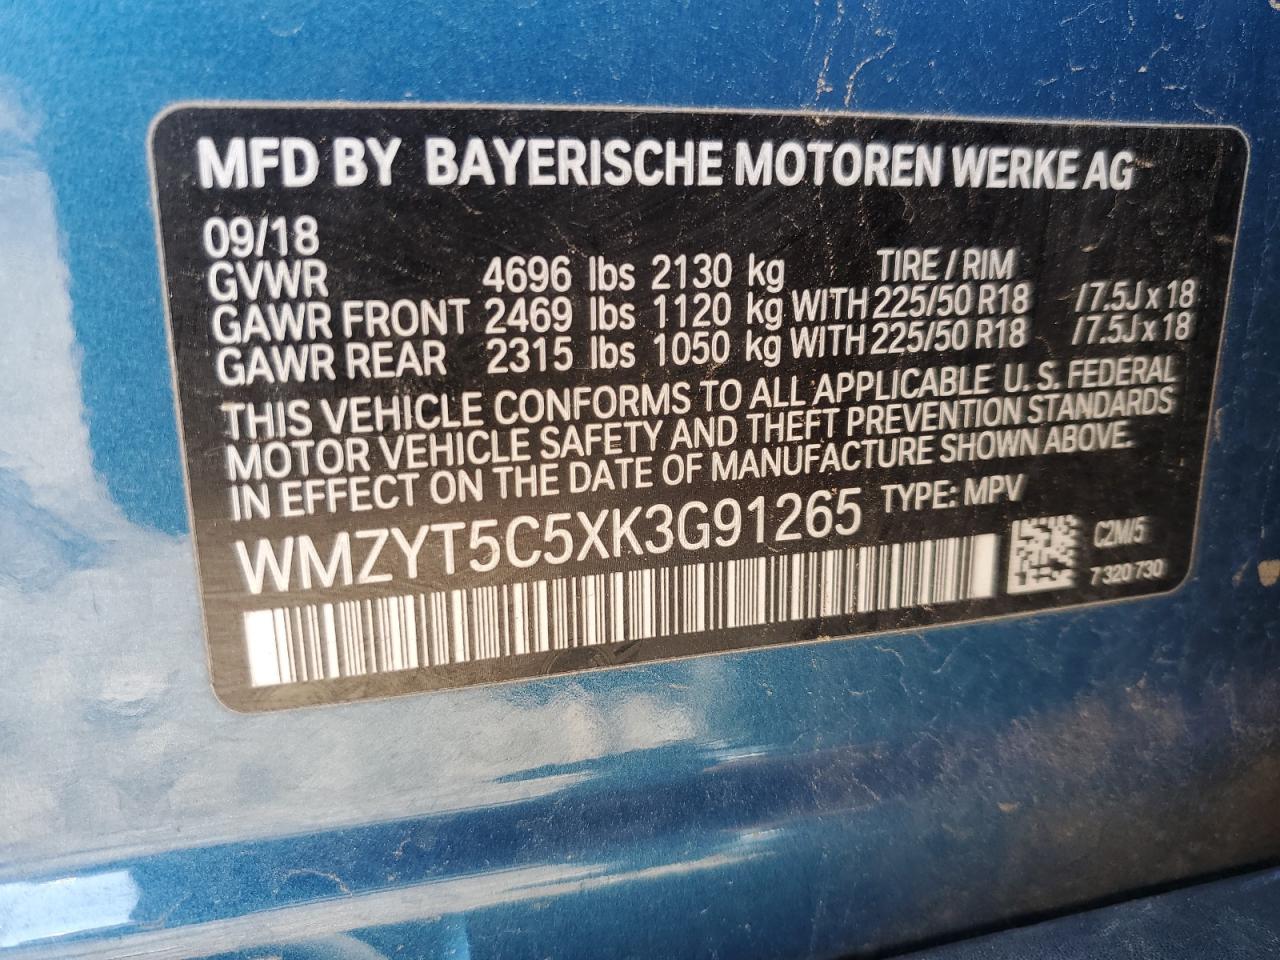 MFD BY BAYERISCHE MOTOREN WERKE AG
09/18
GVWR 4696 lbs 2130 kg TIRE / RIM
GAWR FRONT 2469 lbs 1120 kg WITH 225/50 R18 / 7.5J x 18
GAWR REAR 2315 lbs 1050 kg WITH 225/50 R18 / 7.5J x 18
THIS VEHICLE CONFORMS TO ALL APPLICABLE U. S. FEDERAL
MOTOR VEHICLE SAFETY AND THEFT PREVENTION STANDARDS
IN EFFECT ON THE DATE OF MANUFACTURE SHOWN ABOVE.
WMZYT5C5XK3G91265 TYPE: MPV
C2M/5
7 320 730